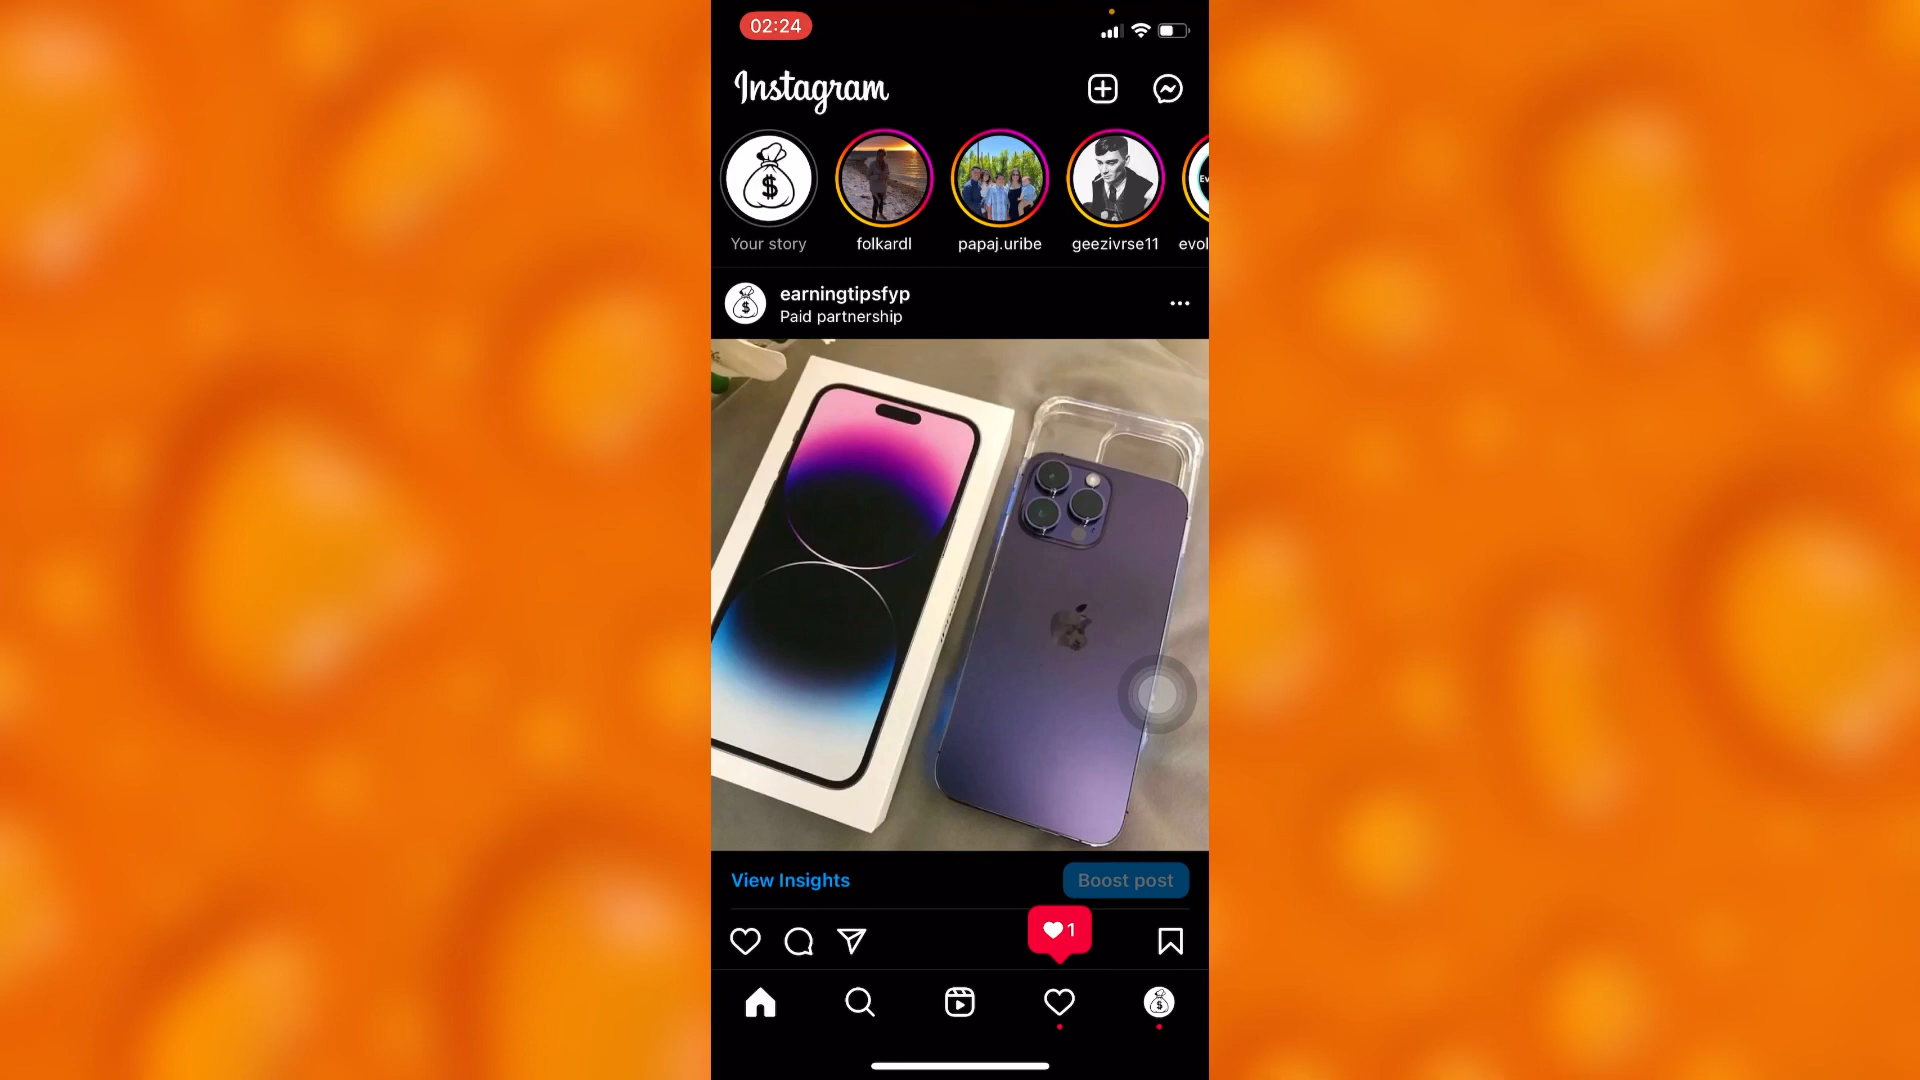 02:24
Instagram
Your story
folkardl
papaj.uribe
geezivrse11
evol
earningtipsfyp
Paid partnership
View Insights
Boost post
1